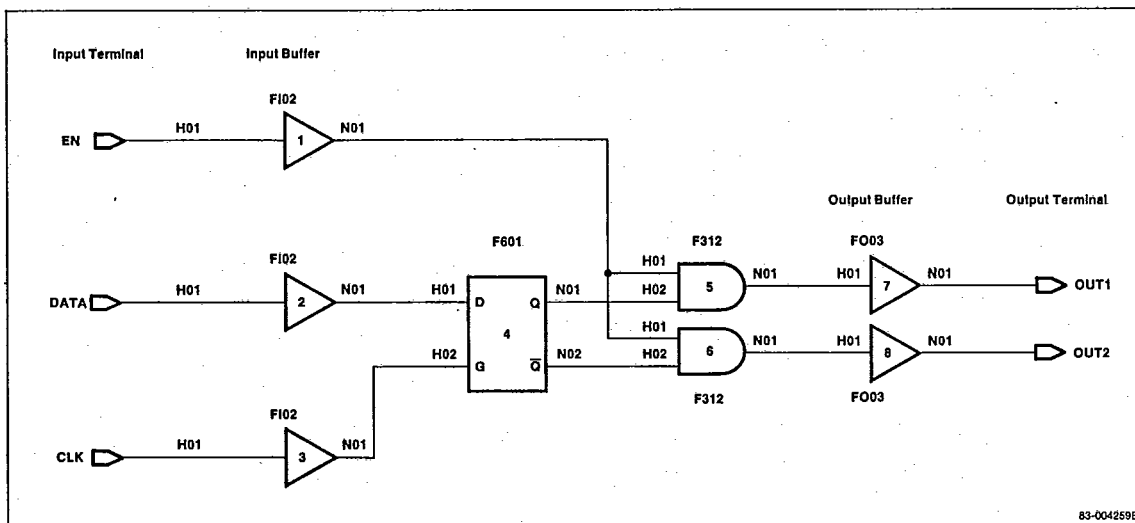 Input Terminal
Input Buffer
FI02
EN
H01
1
N01
Output Buffer
Output Terminal
F601
F312
FI02
FO03
DATA
H01
2
N01
H01
D
Q
N01
H01
H02
5
N01
H01
7
N01
OUT1
4
H02
G
Q̅
N02
H01
H02
6
N01
H01
8
N01
OUT2
F312
FO03
FI02
CLK
H01
3
N01
83-004259B